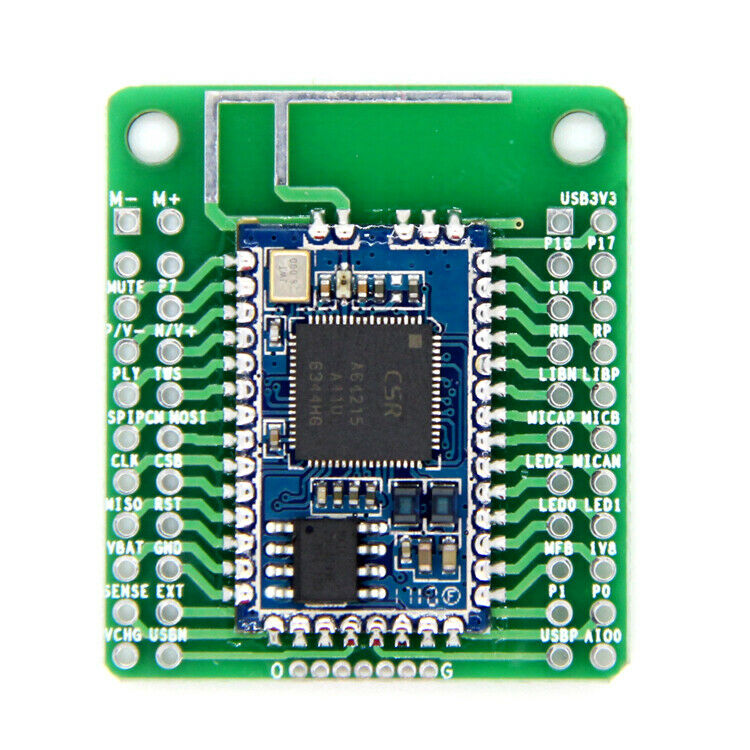 M- M+ USB3V3
P16 P17
MUTE P7 LN LP
P/V- N/V+ RN RP
PLY TWS LIBN LIBP
SPIPCM MOSI MICAP MICB
CLK CSB LED2 MICAN
MISO RST LED0 LED1
VBAT GND MFB 1V8
SENSE EXT P1 P0
VCHG USBN USBP AIO0
O G
CSR
A64215
A11U
G344HG
F